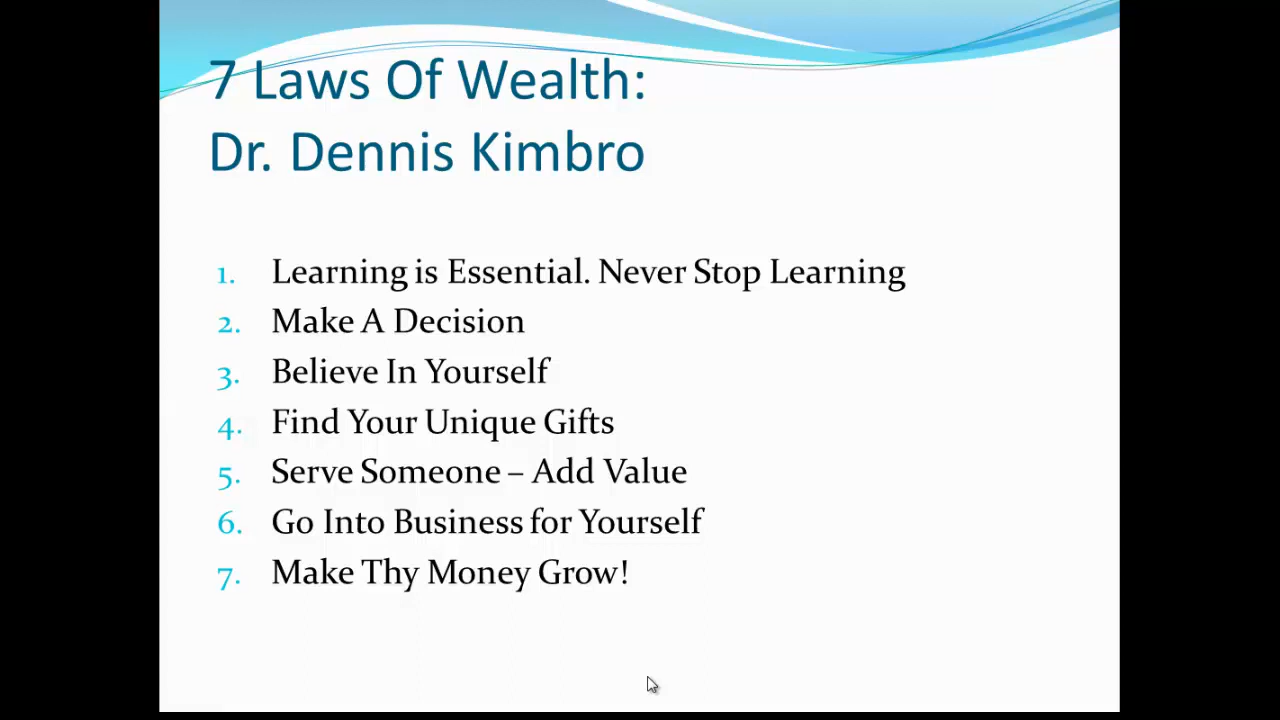 7 Laws Of Wealth:
Dr. Dennis Kimbro
1. Learning is Essential. Never Stop Learning
2. Make A Decision
3. Believe In Yourself
4. Find Your Unique Gifts
5. Serve Someone – Add Value
6. Go Into Business for Yourself
7. Make Thy Money Grow!